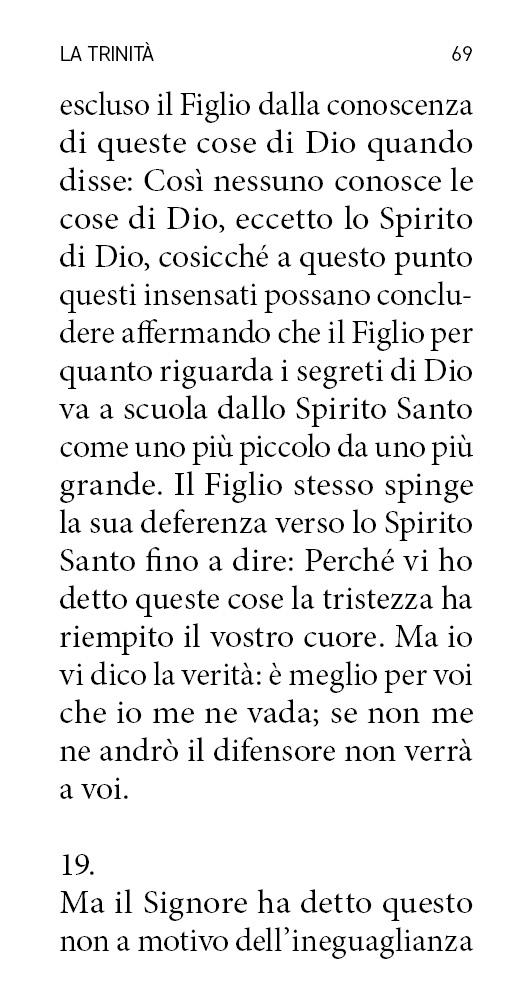 LA TRINITÀ 69
escluso il Figlio dalla conoscenza
di queste cose di Dio quando
disse: Così nessuno conosce le
cose di Dio, eccetto lo Spirito
di Dio, cosicché a questo punto
questi insensati possano conclu-
dere affermando che il Figlio per
quanto riguarda i segreti di Dio
va a scuola dallo Spirito Santo
come uno più piccolo da uno più
grande. Il Figlio stesso spinge
la sua deferenza verso lo Spirito
Santo fino a dire: Perché vi ho
detto queste cose la tristezza ha
riempito il vostro cuore. Ma io
vi dico la verità: è meglio per voi
che io me ne vada; se non me
ne andrò il difensore non verrà
a voi.
19.
Ma il Signore ha detto questo
non a motivo dell’ineguaglianza